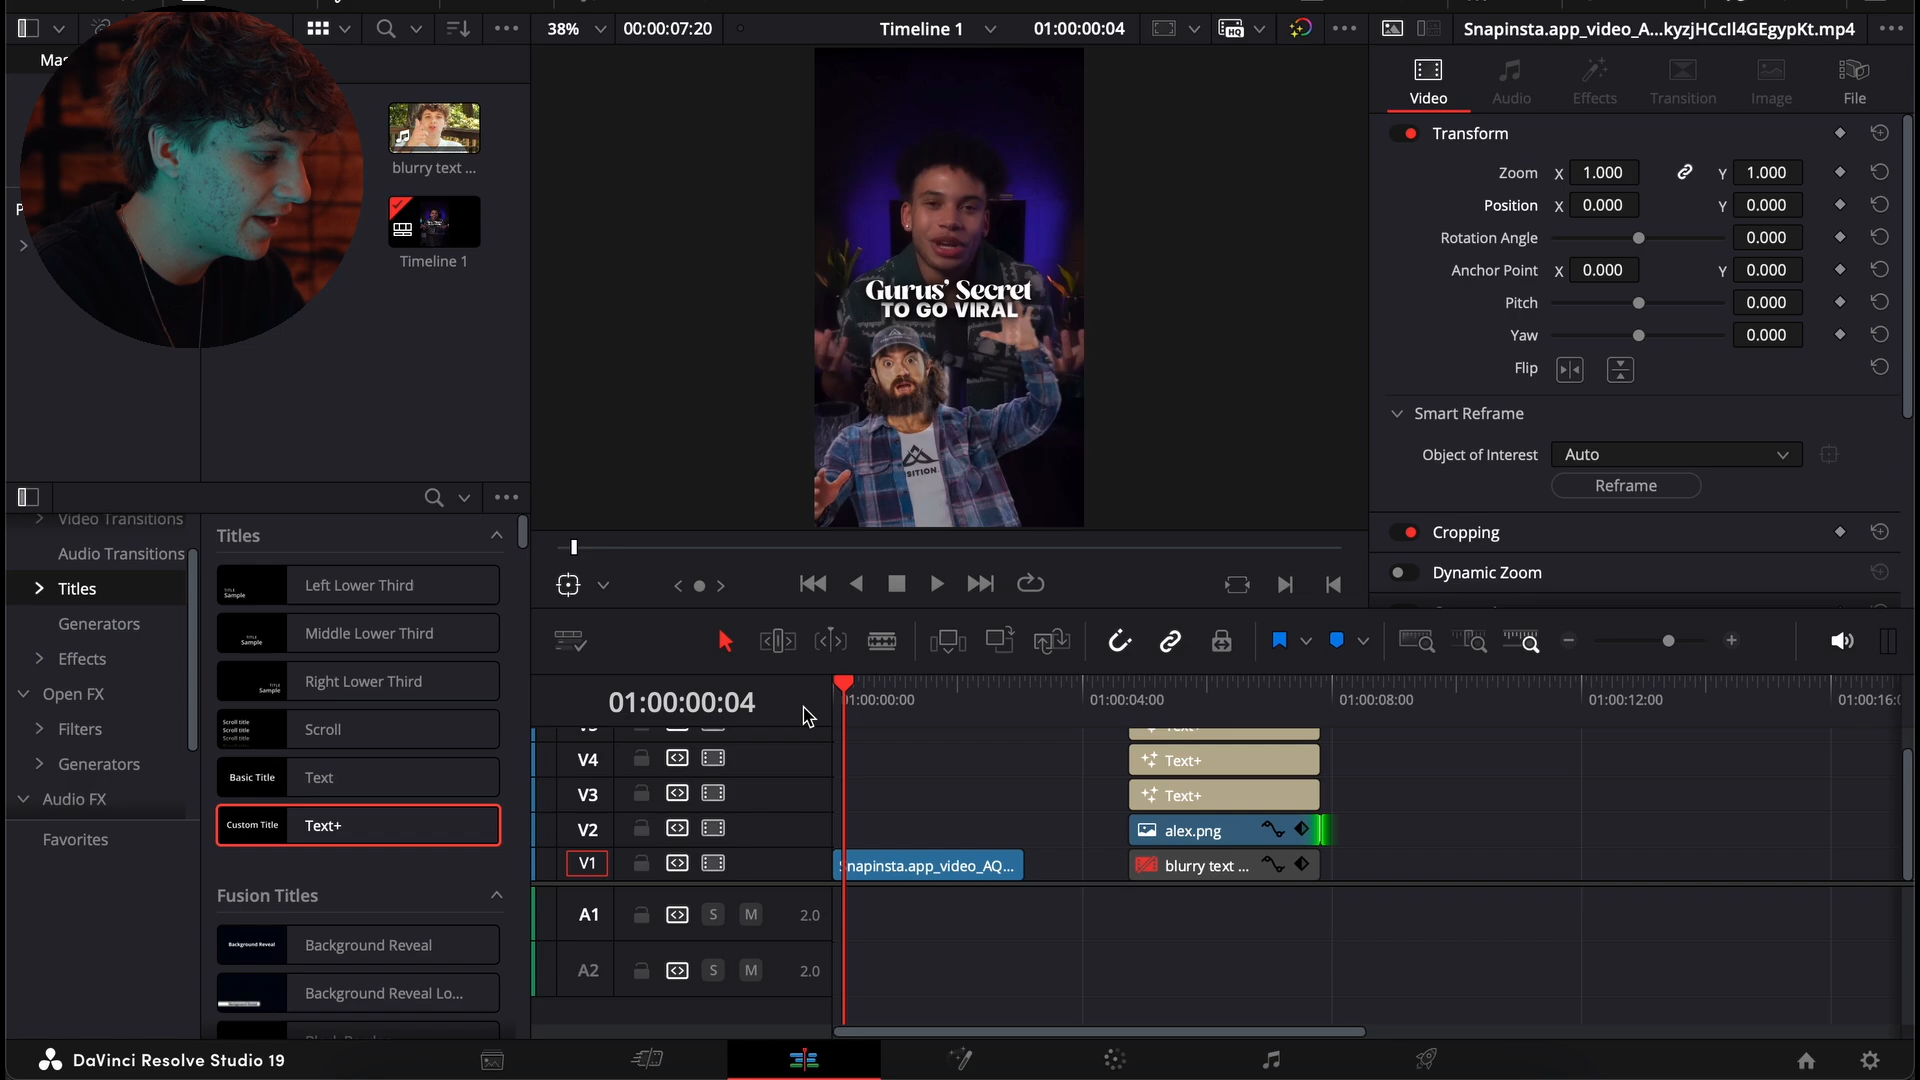 38%
00:00:07:20
Timeline 1
01:00:00:04
Snapinsta.app_video_A...kyzjHCcIl4GEgypKt.mp4
blurry text ...
Timeline 1
Gurus' Secret
TO GO VIRAL
Video
Audio
Effects
Transition
Image
File
Transform
Zoom X 1.000 Y 1.000
Position X 0.000 Y 0.000
Rotation Angle 0.000
Anchor Point X 0.000 Y 0.000
Pitch 0.000
Yaw 0.000
Flip
Smart Reframe
Object of Interest Auto
Reframe
Cropping
Dynamic Zoom
Video Transitions
Audio Transitions
Titles
Generators
Effects
Open FX
Filters
Generators
Audio FX
Favorites
Titles
Left Lower Third
Middle Lower Third
Right Lower Third
Scroll
Basic Title Text
Custom Title Text+
Fusion Titles
Background Reveal Background Reveal
Background Reveal Lo...
01:00:00:04
01:00:00:00
01:00:04:00
01:00:08:00
01:00:12:00
V4 Text+
V3 Text+
V2 alex.png
V1 Snapinsta.app_video_AQ... blurry text ...
A1 S M 2.0
A2 S M 2.0
DaVinci Resolve Studio 19